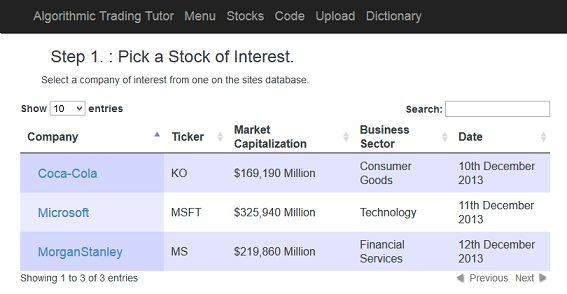 Algorithmic Trading Tutor Menu Stocks Code Upload Dictionary
Step 1. : Pick a Stock of Interest.
Select a company of interest from one on the sites database.
Show 10 entries Search:
Company Ticker Market Capitalization Business Sector Date
Coca-Cola KO $169,190 Million Consumer Goods 10th December 2013
Microsoft MSFT $325,940 Million Technology 11th December 2013
MorganStanley MS $219,860 Million Financial Services 12th December 2013
Showing 1 to 3 of 3 entries Previous Next